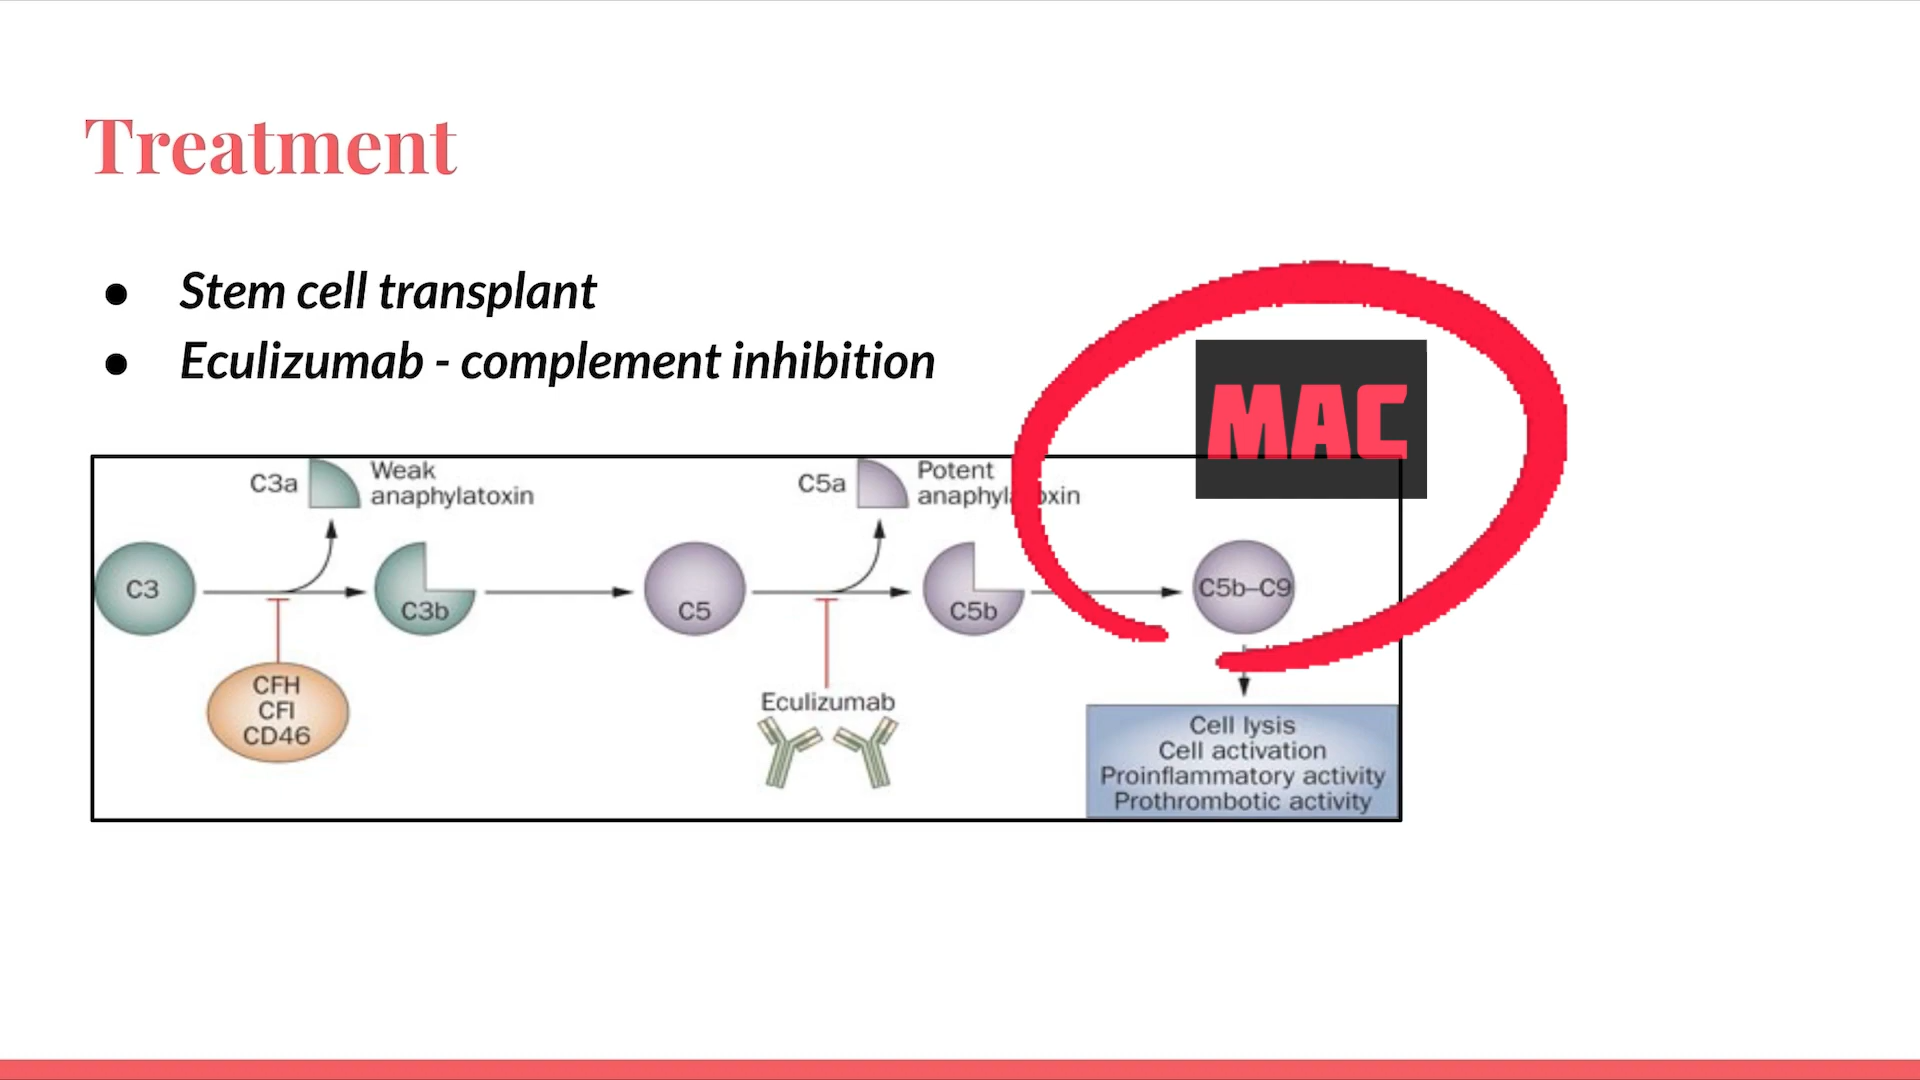 Treatment
● Stem cell transplant
● Eculizumab - complement inhibition
MAC
C3a
Weak
anaphylatoxin
C5a
Potent
anaphylatoxin
C3
C3b
C5
C5b
C5b–C9
CFH
CFI
CD46
Eculizumab
Cell lysis
Cell activation
Proinflammatory activity
Prothrombotic activity